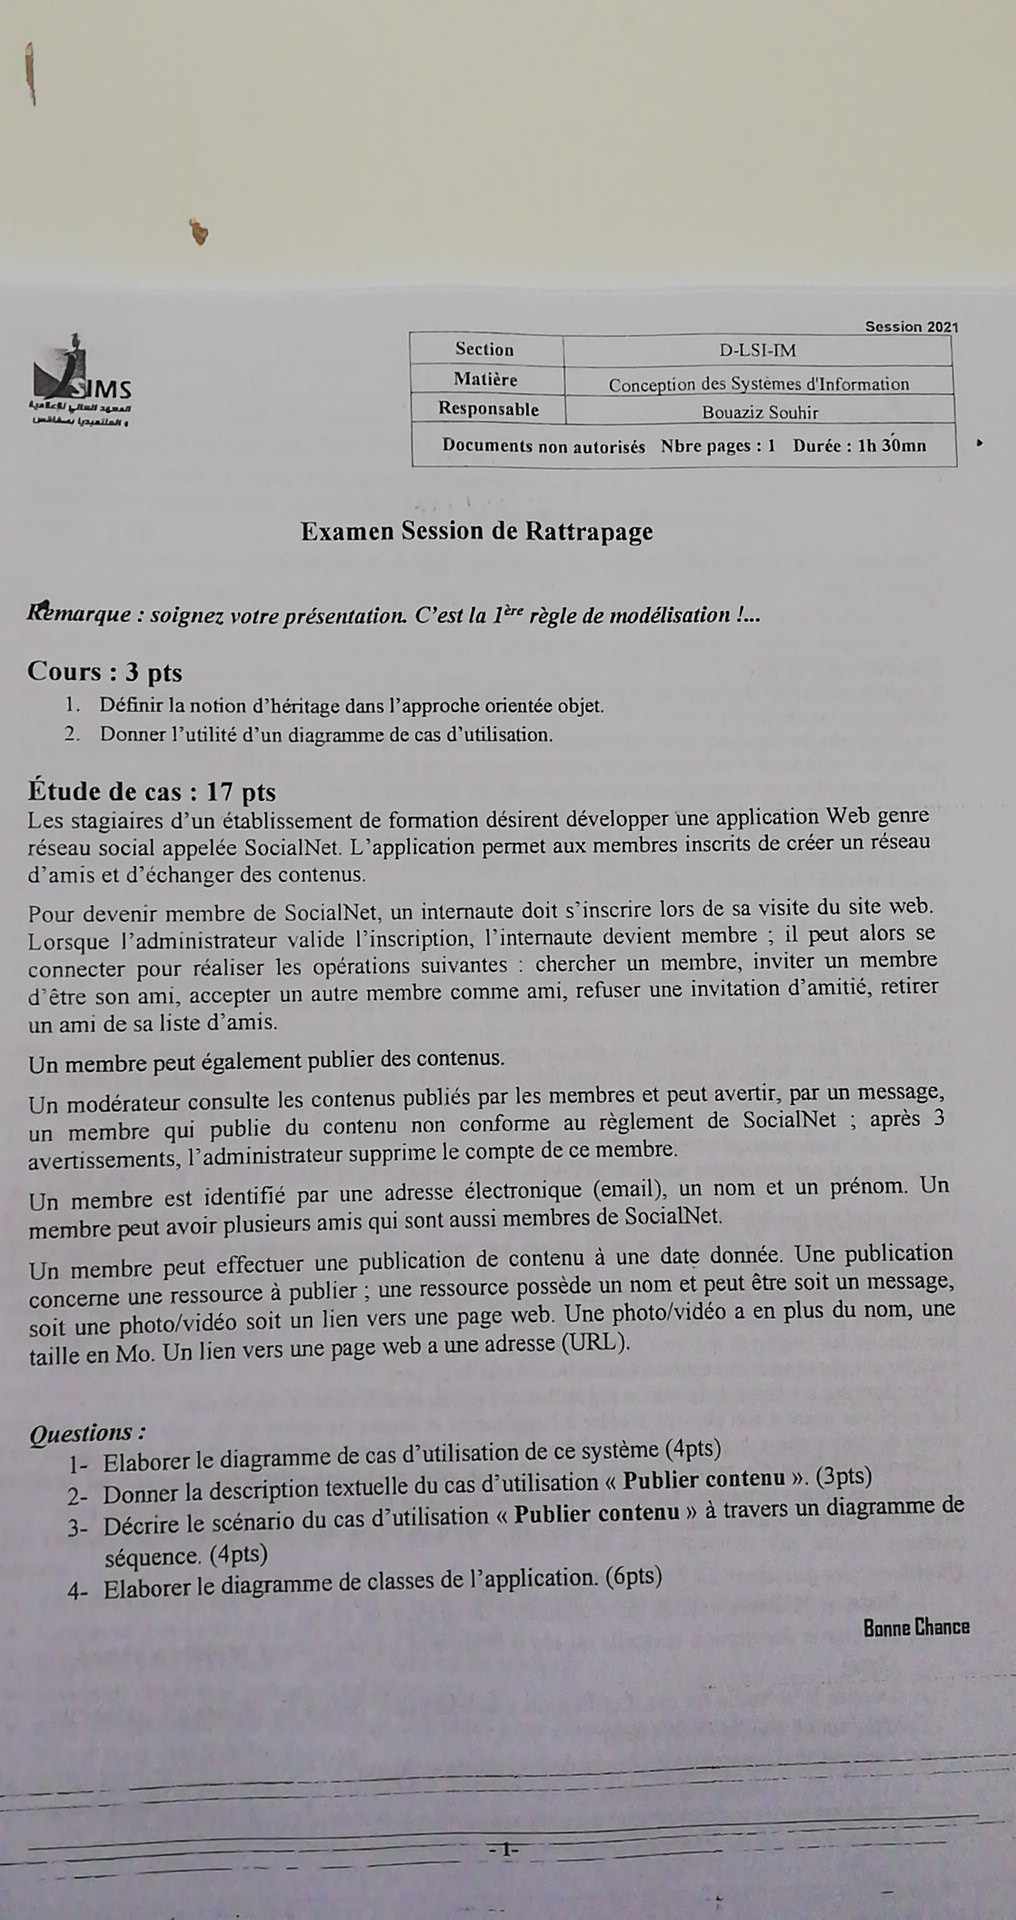 Session 2021
Section D-LSI-IM
Matière Conception des Systèmes d'Information
Responsable Bouaziz Souhir
Documents non autorisés Nbre pages : 1 Durée : 1h 30mn
SIMS
المعهد العالي للإعلامية
و الملتميديا بصفاقس
Examen Session de Rattrapage
Remarque : soignez votre présentation. C'est la 1ère règle de modélisation !...
Cours : 3 pts
1. Définir la notion d'héritage dans l'approche orientée objet.
2. Donner l'utilité d'un diagramme de cas d'utilisation.
Étude de cas : 17 pts
Les stagiaires d'un établissement de formation désirent développer une application Web genre
réseau social appelée SocialNet. L'application permet aux membres inscrits de créer un réseau
d'amis et d'échanger des contenus.
Pour devenir membre de SocialNet, un internaute doit s'inscrire lors de sa visite du site web.
Lorsque l'administrateur valide l'inscription, l'internaute devient membre ; il peut alors se
connecter pour réaliser les opérations suivantes : chercher un membre, inviter un membre
d'être son ami, accepter un autre membre comme ami, refuser une invitation d'amitié, retirer
un ami de sa liste d'amis.
Un membre peut également publier des contenus.
Un modérateur consulte les contenus publiés par les membres et peut avertir, par un message,
un membre qui publie du contenu non conforme au règlement de SocialNet ; après 3
avertissements, l'administrateur supprime le compte de ce membre.
Un membre est identifié par une adresse électronique (email), un nom et un prénom. Un
membre peut avoir plusieurs amis qui sont aussi membres de SocialNet.
Un membre peut effectuer une publication de contenu à une date donnée. Une publication
concerne une ressource à publier ; une ressource possède un nom et peut être soit un message,
soit une photo/vidéo soit un lien vers une page web. Une photo/vidéo a en plus du nom, une
taille en Mo. Un lien vers une page web a une adresse (URL).
Questions :
1- Elaborer le diagramme de cas d'utilisation de ce système (4pts)
2- Donner la description textuelle du cas d'utilisation « Publier contenu ». (3pts)
3- Décrire le scénario du cas d'utilisation « Publier contenu » à travers un diagramme de
séquence. (4pts)
4- Elaborer le diagramme de classes de l'application. (6pts)
Bonne Chance
- 1-